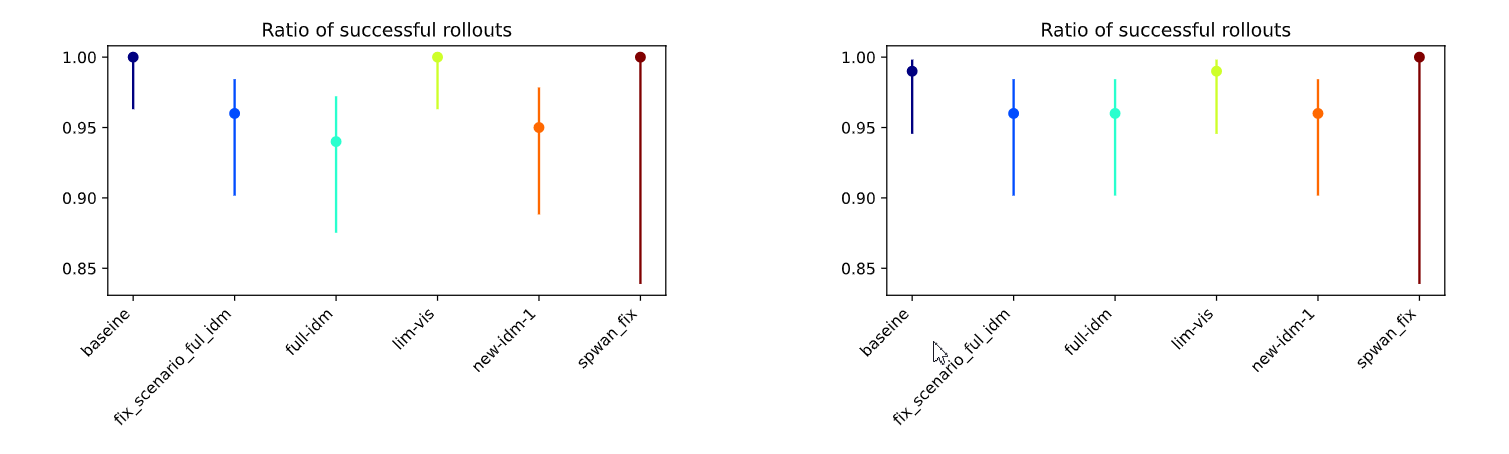 Ratio of successful rollouts
1.00
0.95
0.90
0.85
baseine
fix_scenario_ful_idm
full-idm
lim-vis
new-idm-1
spwan_fix
Ratio of successful rollouts
1.00
0.95
0.90
0.85
baseine
fix_scenario_ful_idm
full-idm
lim-vis
new-idm-1
spwan_fix